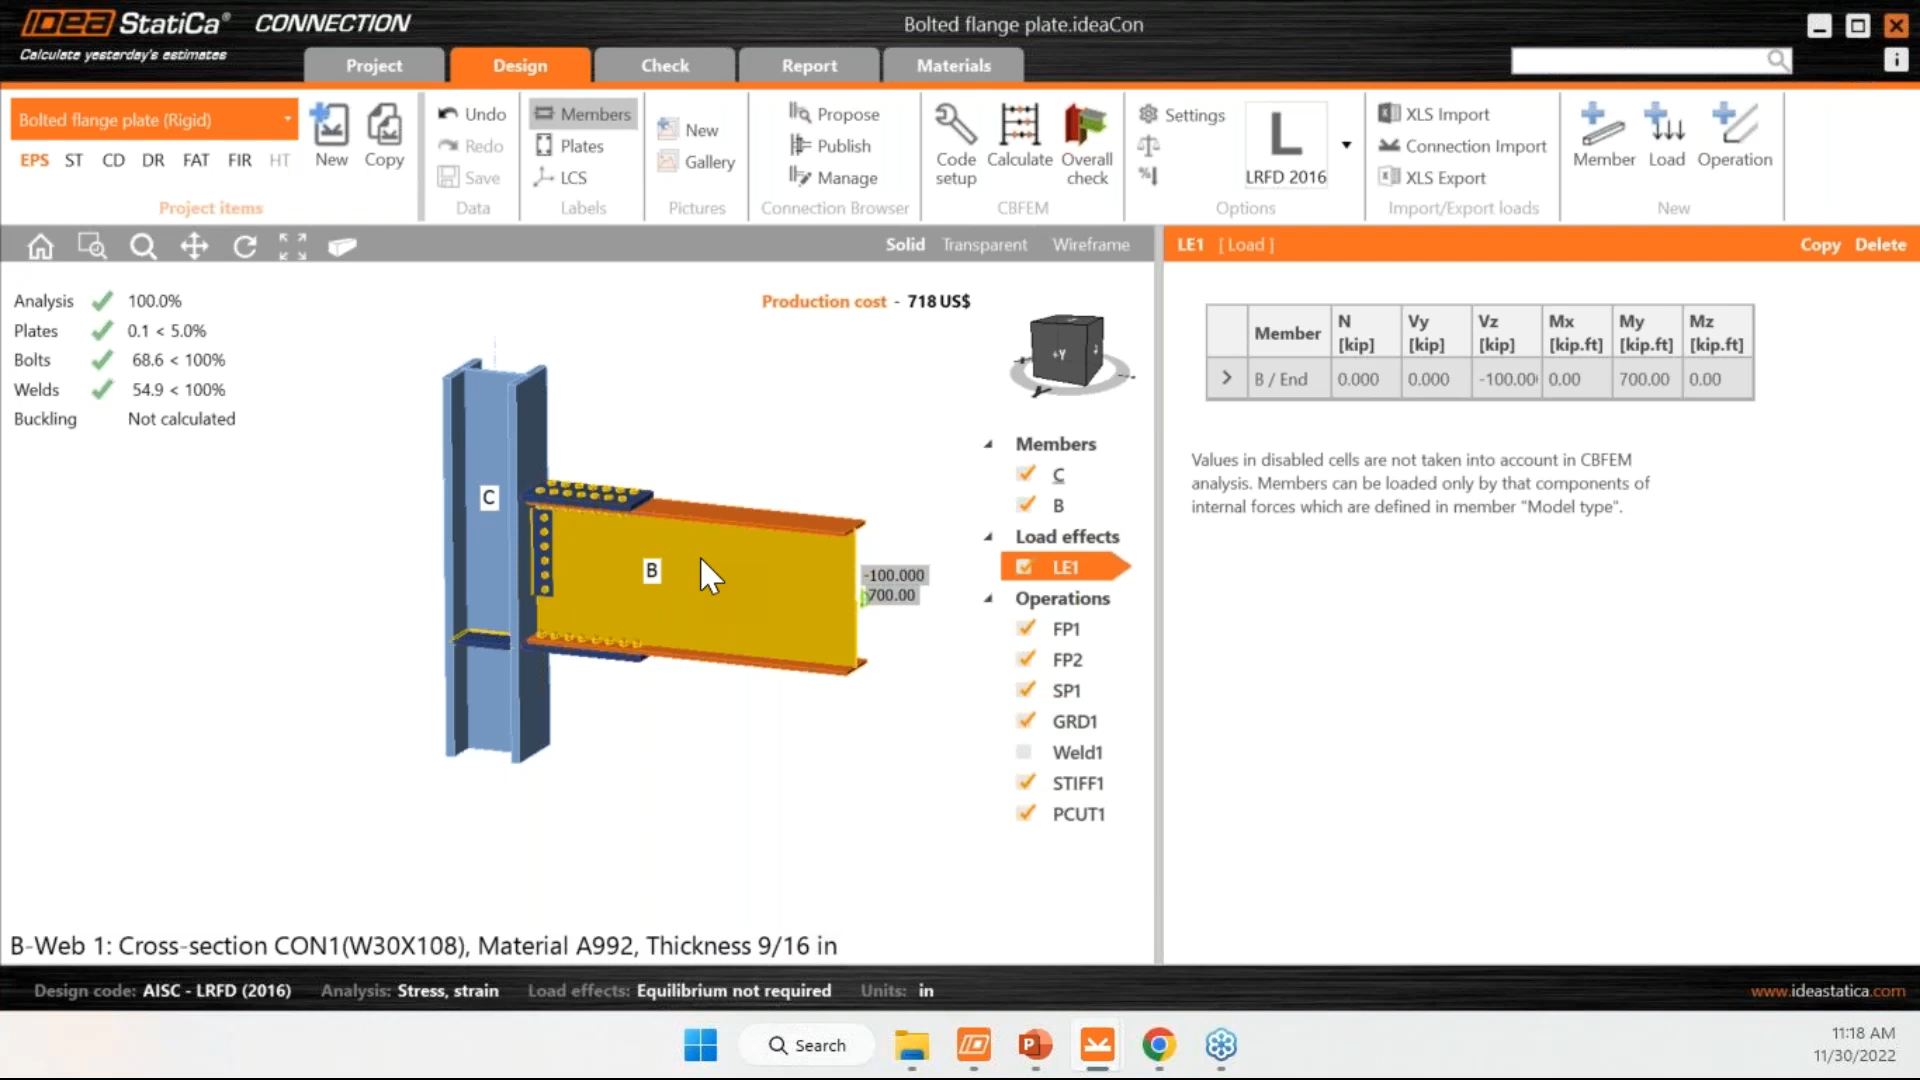 IDEA StatiCa® CONNECTION
Calculate yesterday's estimates
Bolted flange plate.ideaCon
Project
Design
Check
Report
Materials
Bolted flange plate (Rigid)
EPS ST CD DR FAT FIR HT
Project items
New
Copy
Undo
Redo
Save
Data
Members
Plates
LCS
Labels
New
Gallery
Pictures
Propose
Publish
Manage
Connection Browser
Code setup
Calculate
Overall check
CBFEM
Settings
L
LRFD 2016
Options
XLS Import
Connection Import
XLS Export
Import/Export loads
Member
Load
Operation
New
Solid Transparent Wireframe
LE1 [ Load ]
Copy Delete
Analysis 100.0%
Plates 0.1 < 5.0%
Bolts 68.6 < 100%
Welds 54.9 < 100%
Buckling Not calculated
Production cost - 718 US$
+Y
C
B
-100.000
700.00
Members
C
B
Load effects
LE1
Operations
FP1
FP2
SP1
GRD1
Weld1
STIFF1
PCUT1
Member N [kip] Vy [kip] Vz [kip] Mx [kip.ft] My [kip.ft] Mz [kip.ft]
B / End 0.000 0.000 -100.00 0.00 700.00 0.00
Values in disabled cells are not taken into account in CBFEM
analysis. Members can be loaded only by that components of
internal forces which are defined in member "Model type".
B-Web 1: Cross-section CON1(W30X108), Material A992, Thickness 9/16 in
Design code: AISC - LRFD (2016) Analysis: Stress, strain Load effects: Equilibrium not required Units: in
www.ideastatica.com
Search
11:18 AM
11/30/2022